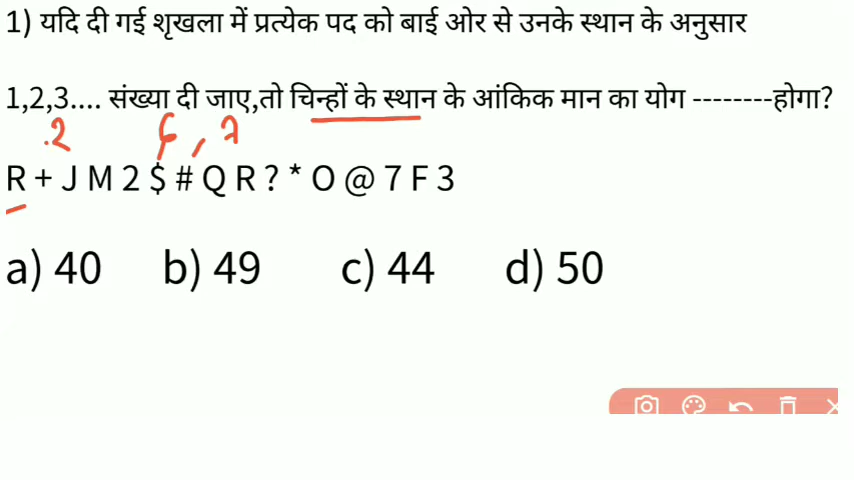 1) यदि दी गई शृखला में प्रत्येक पद को बाई ओर से उनके स्थान के अनुसार
1,2,3.... संख्या दी जाए,तो चिन्हों के स्थान के आंकिक मान का योग --------होगा?
.2 6 , 7
R + J M 2 $ # Q R ? * O @ 7 F 3
a) 40 b) 49 c) 44 d) 50